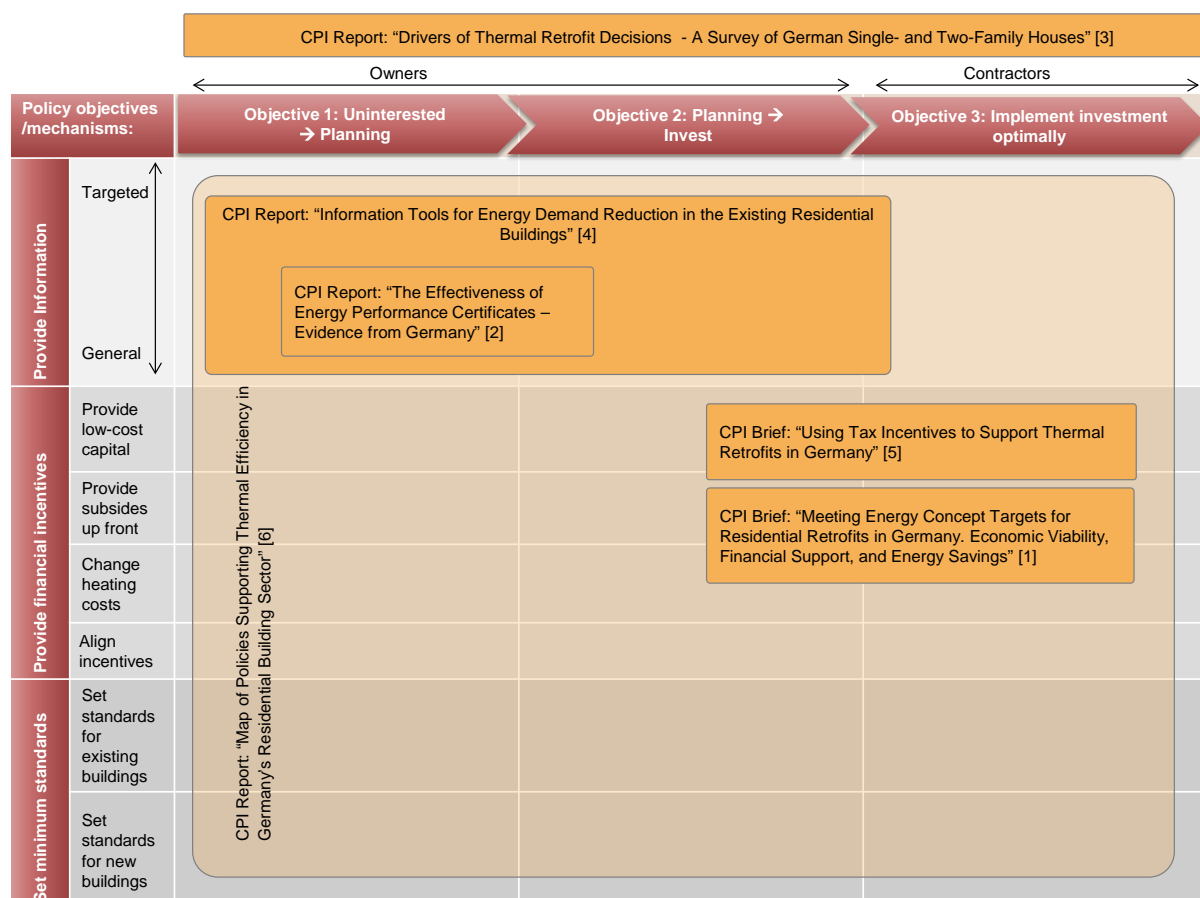 CPI Report: “Drivers of Thermal Retrofit Decisions - A Survey of German Single- and Two-Family Houses” [3]
Owners
Contractors
Policy objectives
/mechanisms:
Objective 1: Uninterested
→ Planning
Objective 2: Planning →
Invest
Objective 3: Implement investment
optimally
Provide Information
Targeted
General
CPI Report: “Information Tools for Energy Demand Reduction in the Existing Residential
Buildings” [4]
CPI Report: “The Effectiveness of
Energy Performance Certificates –
Evidence from Germany” [2]
CPI Report: “Map of Policies Supporting Thermal Efficiency in
Germany’s Residential Building Sector” [6]
Provide financial incentives
Provide
low-cost
capital
CPI Brief: “Using Tax Incentives to Support Thermal
Retrofits in Germany” [5]
Provide
subsides
up front
CPI Brief: “Meeting Energy Concept Targets for
Residential Retrofits in Germany. Economic Viability,
Financial Support, and Energy Savings” [1]
Change
heating
costs
Align
incentives
Set minimum standards
Set
standards
for
existing
buildings
Set
standards
for new
buildings